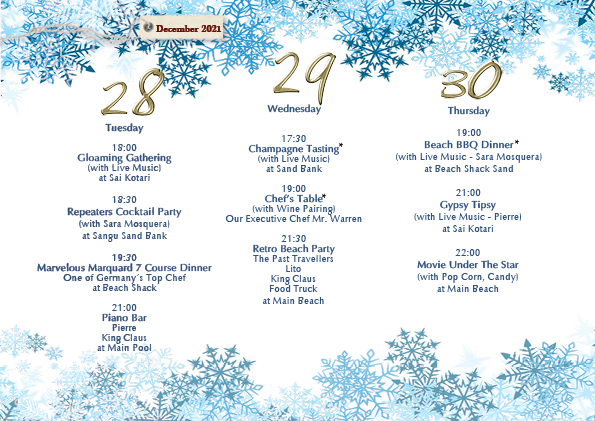 December 2021
28
Tuesday
18:00
Gloaming Gathering
(with Live Music)
at Sai Kotari
18:30
Repeaters Cocktail Party
(with Sara Mosquera)
at Sangu Sand Bank
19:30
Marvelous Marquard 7 Course Dinner
One of Germany´s Top Chef
at Beach Shack
21:00
Piano Bar
Pierre
King Claus
at Main Pool
29
Wednesday
17:30
Champagne Tasting*
(with Live Music)
at Sand Bank
19:00
Chef's Table*
(with Wine Pairing)
Our Executive Chef Mr. Warren
21:30
Retro Beach Party
The Past Travellers
Lito
King Claus
Food Truck
at Main Beach
30
Thursday
19:00
Beach BBQ Dinner*
(with Live Music - Sara Mosquera)
at Beach Shack Sand
21:00
Gypsy Tipsy
(with Live Music - Pierre)
at Sai Kotari
22:00
Movie Under The Star
(with Pop Corn, Candy)
at Main Beach